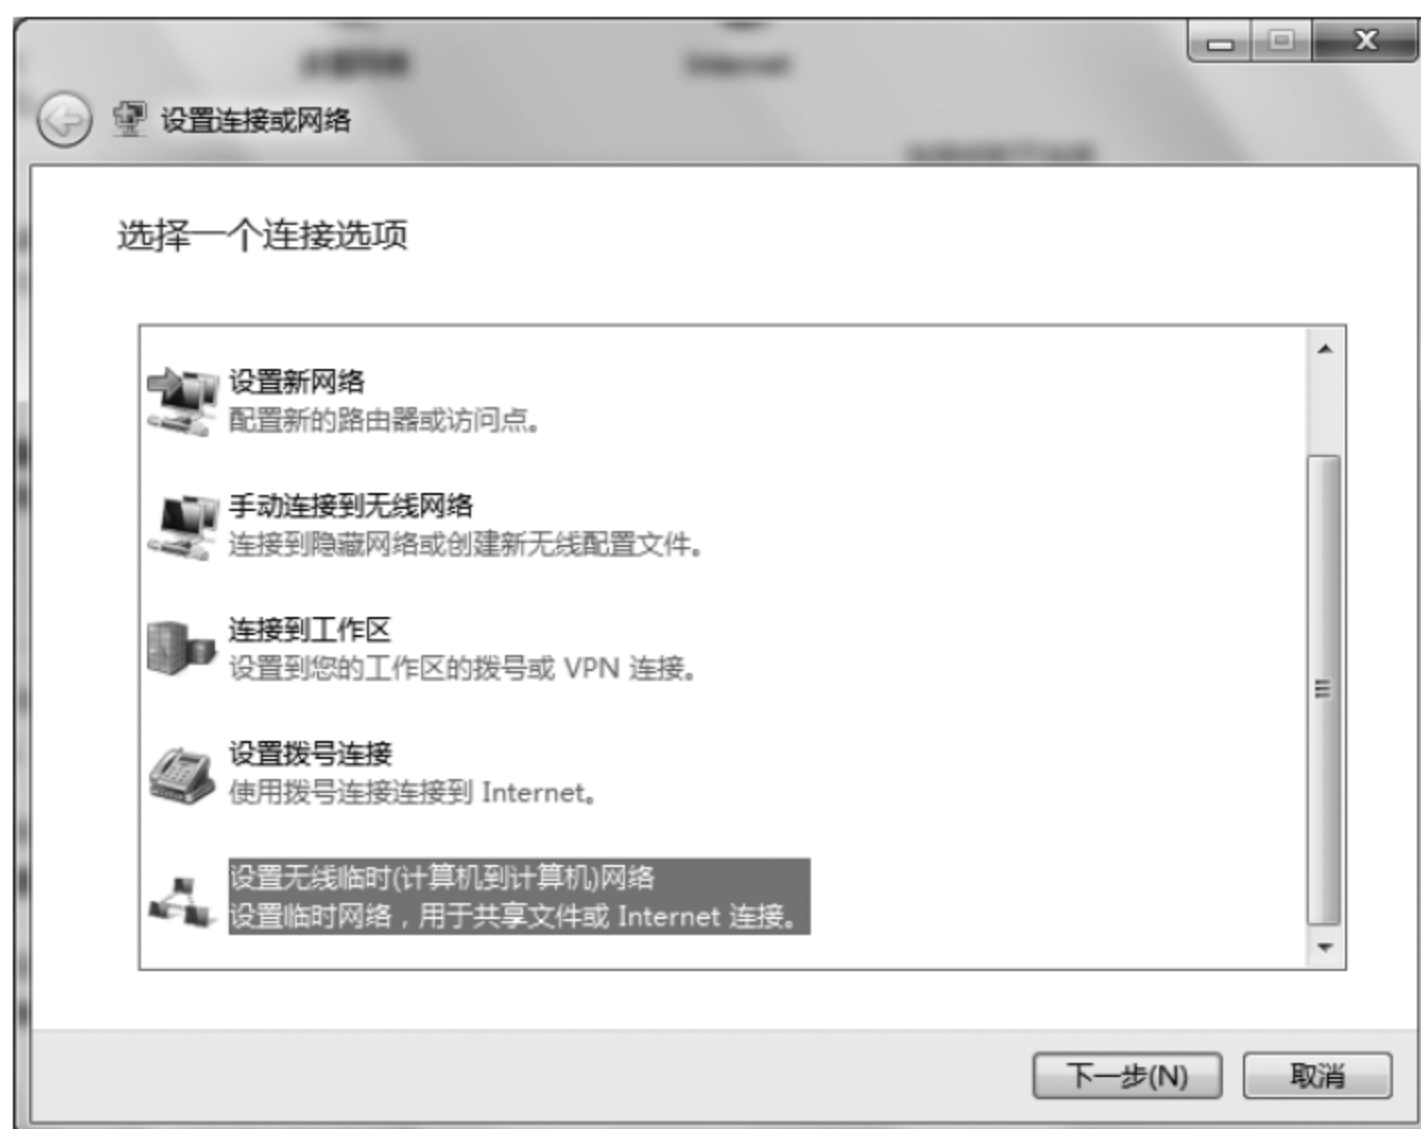 设置连接或网络
选择一个连接选项
设置新网络
配置新的路由器或访问点。
手动连接到无线网络
连接到隐藏网络或创建新无线配置文件。
连接到工作区
设置到您的工作区的拨号或 VPN 连接。
设置拨号连接
使用拨号连接连接到 Internet。
设置无线临时(计算机到计算机)网络
设置临时网络，用于共享文件或 Internet 连接。
下一步(N)
取消